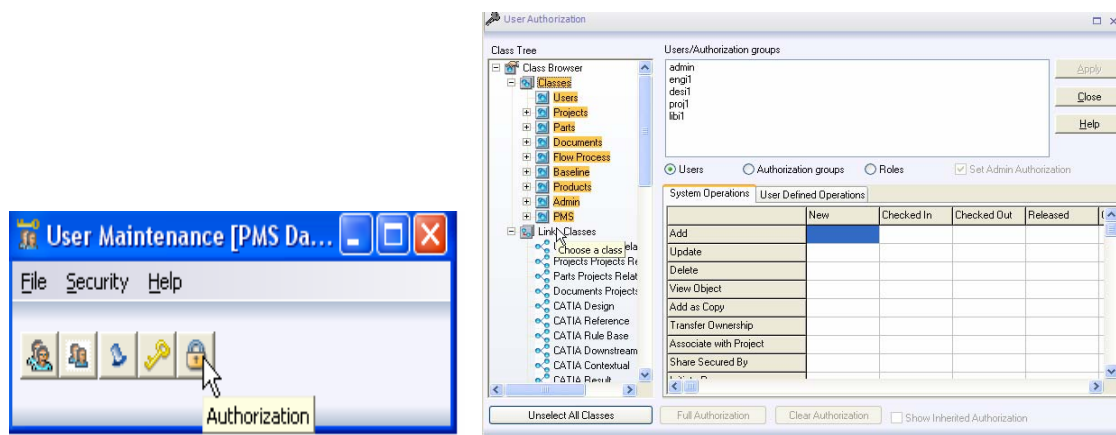 User Maintenance [PMS Da...
File Security Help
Authorization
User Authorization
Class Tree
Class Browser
Classes
Users
Projects
Parts
Documents
Flow Process
Baseline
Products
Admin
PMS
Link Classes
Choose a class
Projects Projects Re
Parts Projects Relat
Documents Projects
CATIA Design
CATIA Reference
CATIA Rule Base
CATIA Downstream
CATIA Contextual
CATIA Result
Unselect All Classes
Users/Authorization groups
admin
engi1
desi1
proj1
libi1
Apply
Close
Help
Users Authorization groups Roles Set Admin Authorization
System Operations User Defined Operations
New Checked In Checked Out Released
Add
Update
Delete
View Object
Add as Copy
Transfer Ownership
Associate with Project
Share Secured By
Full Authorization Clear Authorization Show Inherited Authorization